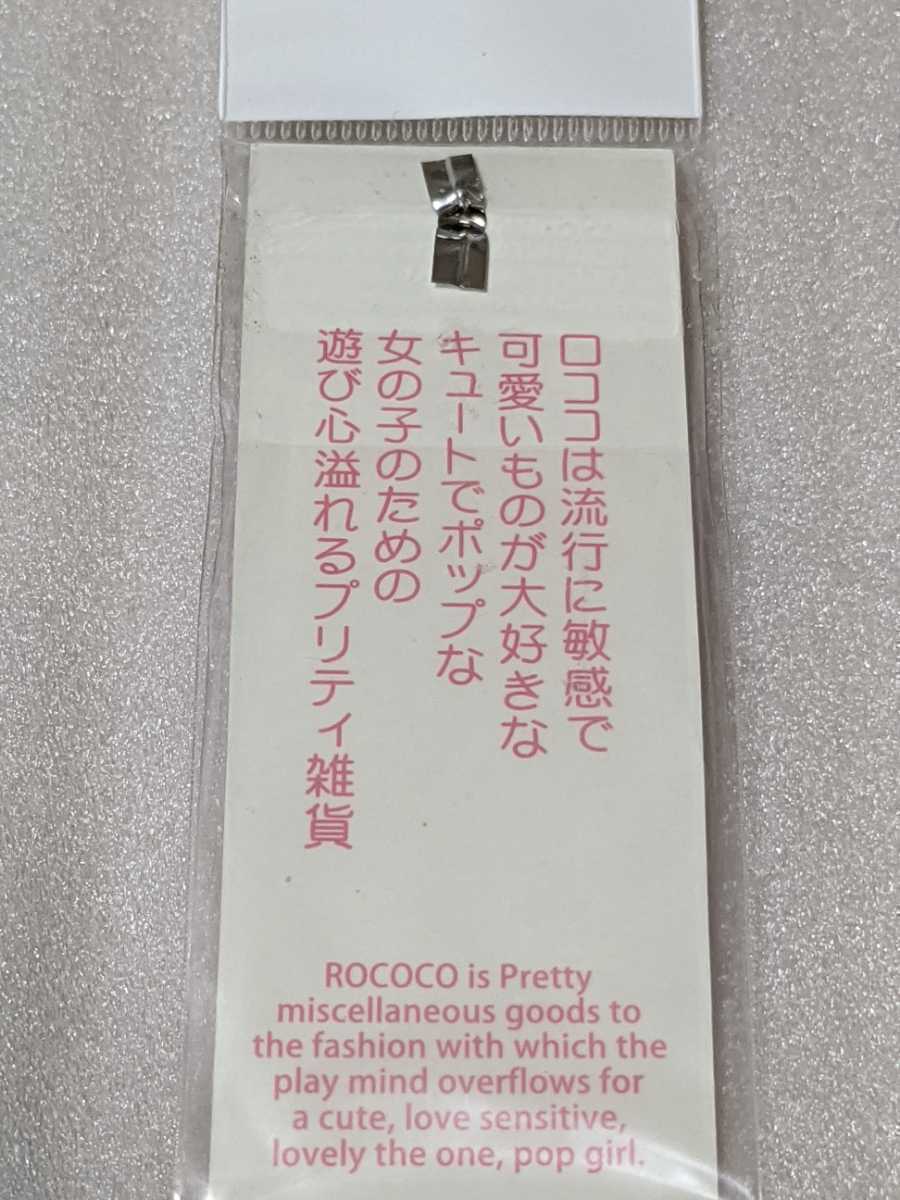 ロココは流行に敏感で
可愛いものが大好きな
キュートでポップな
女の子のための
遊び心溢れるプリティ雑貨
ROCOCO is Pretty
miscellaneous goods to
the fashion with which the
play mind overflows for
a cute, love sensitive,
lovely the one, pop girl.